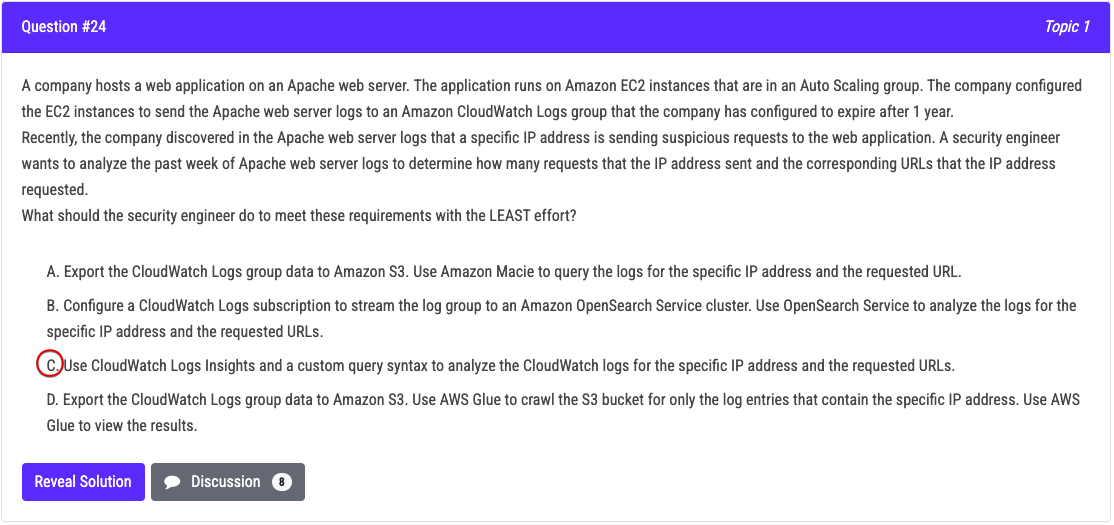 Question #24
Topic 1
A company hosts a web application on an Apache web server. The application runs on Amazon EC2 instances that are in an Auto Scaling group. The company configured
the EC2 instances to send the Apache web server logs to an Amazon CloudWatch Logs group that the company has configured to expire after 1 year.
Recently, the company discovered in the Apache web server logs that a specific IP address is sending suspicious requests to the web application. A security engineer
wants to analyze the past week of Apache web server logs to determine how many requests that the IP address sent and the corresponding URLs that the IP address
requested.
What should the security engineer do to meet these requirements with the LEAST effort?
A. Export the CloudWatch Logs group data to Amazon S3. Use Amazon Macie to query the logs for the specific IP address and the requested URL.
B. Configure a CloudWatch Logs subscription to stream the log group to an Amazon OpenSearch Service cluster. Use OpenSearch Service to analyze the logs for the
specific IP address and the requested URLs.
C. Use CloudWatch Logs Insights and a custom query syntax to analyze the CloudWatch logs for the specific IP address and the requested URLs.
D. Export the CloudWatch Logs group data to Amazon S3. Use AWS Glue to crawl the S3 bucket for only the log entries that contain the specific IP address. Use AWS
Glue to view the results.
Reveal Solution
Discussion 8